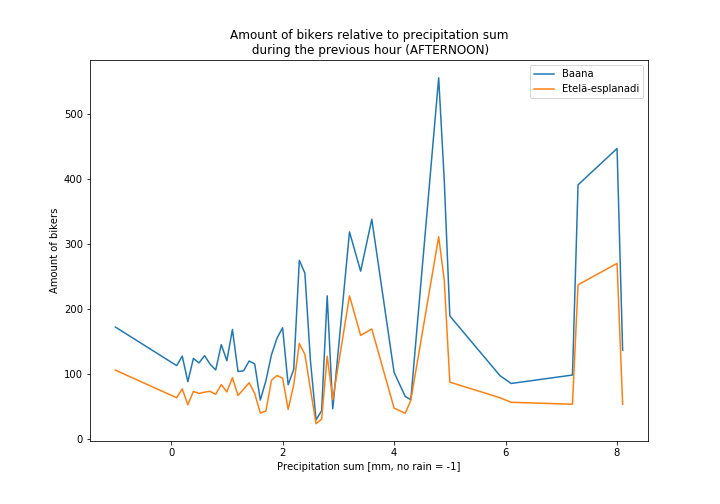 Amount of bikers relative to precipitation sum
during the previous hour (AFTERNOON)
Baana
Etelä-esplanadi
Amount of bikers
500
400
300
200
100
0
0 2 4 6 8
Precipitation sum [mm, no rain = -1]